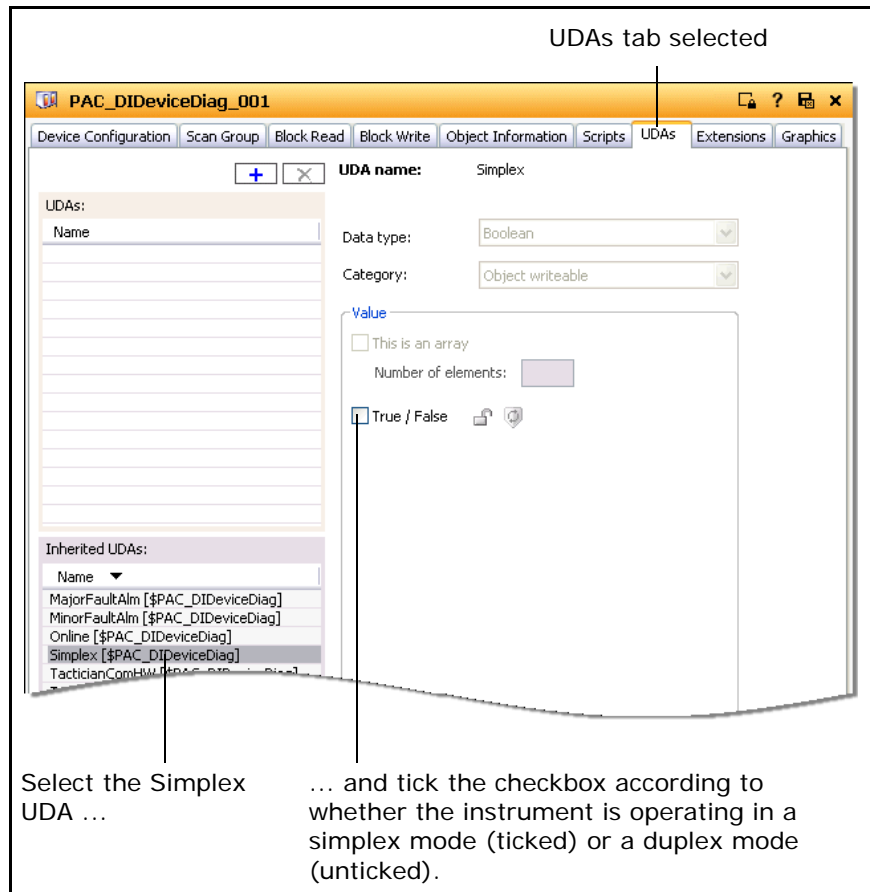 UDAs tab selected
PAC_DIDeviceDiag_001
?
Device Configuration Scan Group Block Read Block Write Object Information Scripts UDAs Extensions Graphics
UDA name: Simplex
UDAs:
Name
Data type: Boolean
Category: Object writeable
Value
This is an array
Number of elements:
True / False
Inherited UDAs:
Name
MajorFaultAlm [$PAC_DIDeviceDiag]
MinorFaultAlm [$PAC_DIDeviceDiag]
Online [$PAC_DIDeviceDiag]
Simplex [$PAC_DIDeviceDiag]
TacticianComHW [$PAC_DIDeviceDiag]
Select the Simplex
UDA ...
... and tick the checkbox according to
whether the instrument is operating in a
simplex mode (ticked) or a duplex mode
(unticked).